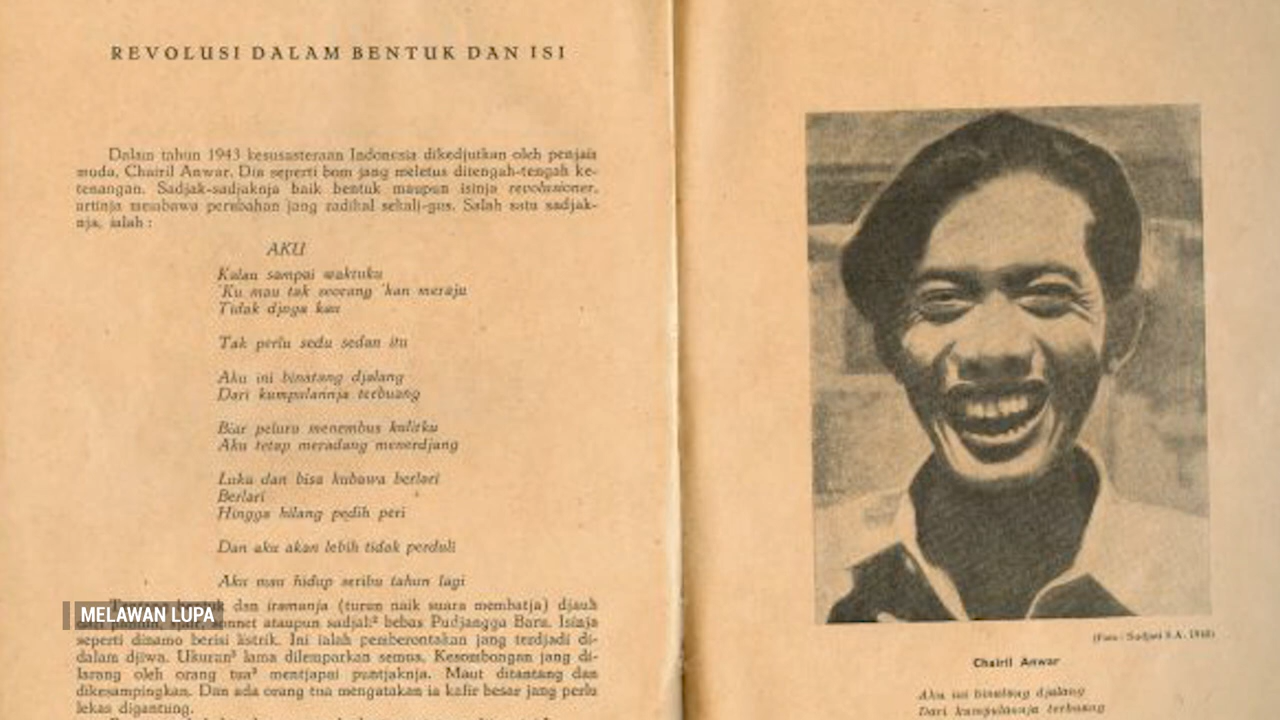 REVOLUSI DALAM BENTUK DAN ISI
Dalam tahun 1943 kesusasteraan Indonesia dikedjutkan oleh penjair
muda, Chairil Anwar. Dia seperti bom jang meletus ditengah-tengah ke-
tenangan. Sadjak-sadjaknja baik bentuk maupun isinja revolusioner,
artinja membawa perubahan jang radikal sekali-gus. Salah satu sadjak-
nja, ialah :
AKU
Kalau sampai waktuku
'Ku mau tak seorang 'kan meraju
Tidak djuga kau
Tak perlu sedu sedan itu
Aku ini binatang djalang
Dari kumpulannja terbuang
Biar peluru menembus kulitku
Aku tetap meradang menerdjang
Luka dan bisa kubawa berlari
Berlari
Hingga hilang pedih peri
Dan aku akan lebih tidak perduli
Aku mau hidup seribu tahun lagi
dan iramanja (turun naik suara membatja) djauh
sonnet ataupun sadjak² bebas Pudjangga Baru. Isinja
seperti dinamo berisi listrik. Ini ialah pemberontakan jang terdjadi di-
dalam djiwa. Ukuran² lama dilemparkan semua. Kesombongan jang di-
larang oleh orang tua² mentjapai puntjaknja. Maut ditantang dan
dikesampingkan. Dan ada orang tua mengatakan ia kafir besar jang perlu
lekas digantung.
MELAWAN LUPA
(Foto : Sudjati S.A. 1948)
Chairil Anwar
Aku ini binatang djalang
Dari kumpulannja terbuang